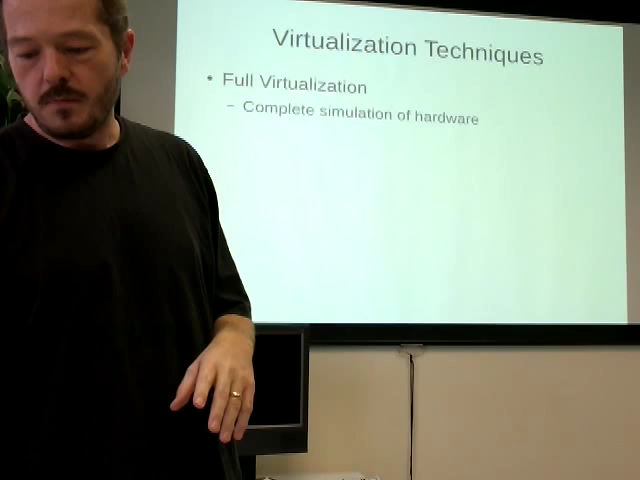 Virtualization Techniques
• Full Virtualization
– Complete simulation of hardware